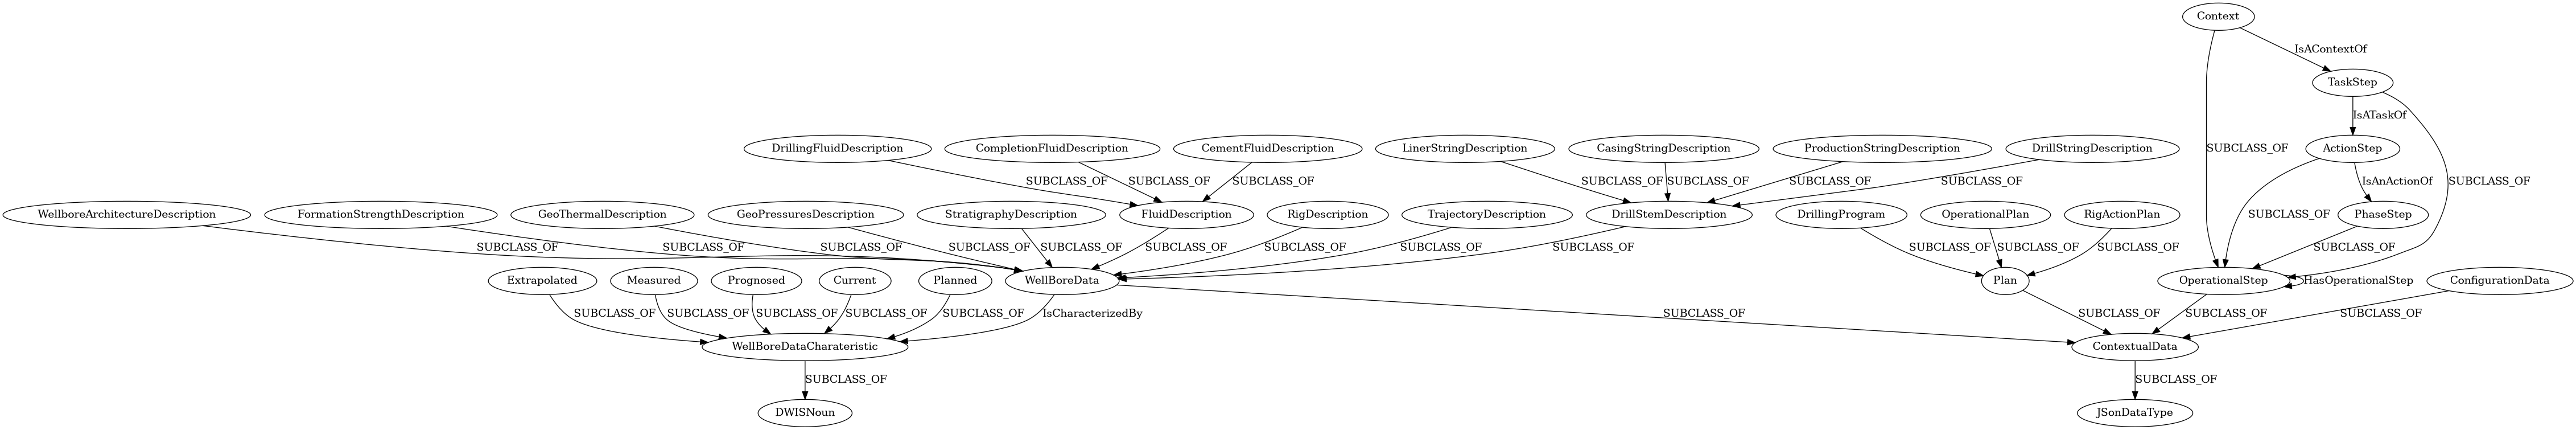 Context
IsAContextOf
TaskStep
IsATaskOf
DrillingFluidDescription
CompletionFluidDescription
CementFluidDescription
LinerStringDescription
CasingStringDescription
ProductionStringDescription
DrillStringDescription
SUBCLASS_OF
ActionStep
SUBCLASS_OF
SUBCLASS_OF
SUBCLASS_OF
SUBCLASS_OF
SUBCLASS_OF
SUBCLASS_OF
SUBCLASS_OF
IsAnActionOf
SUBCLASS_OF
WellboreArchitectureDescription
FormationStrengthDescription
GeoThermalDescription
GeoPressuresDescription
StratigraphyDescription
FluidDescription
RigDescription
TrajectoryDescription
DrillStemDescription
DrillingProgram
OperationalPlan
RigActionPlan
SUBCLASS_OF
PhaseStep
SUBCLASS_OF
SUBCLASS_OF
SUBCLASS_OF
SUBCLASS_OF
SUBCLASS_OF
SUBCLASS_OF
SUBCLASS_OF
SUBCLASS_OF
SUBCLASS_OF
SUBCLASS_OF
SUBCLASS_OF
SUBCLASS_OF
SUBCLASS_OF
Extrapolated
Measured
Prognosed
Current
Planned
WellBoreData
Plan
OperationalStep
HasOperationalStep
ConfigurationData
SUBCLASS_OF
SUBCLASS_OF
SUBCLASS_OF
SUBCLASS_OF
SUBCLASS_OF
IsCharacterizedBy
SUBCLASS_OF
SUBCLASS_OF
SUBCLASS_OF
SUBCLASS_OF
WellBoreDataCharateristic
ContextualData
SUBCLASS_OF
SUBCLASS_OF
DWISNoun
JSonDataType